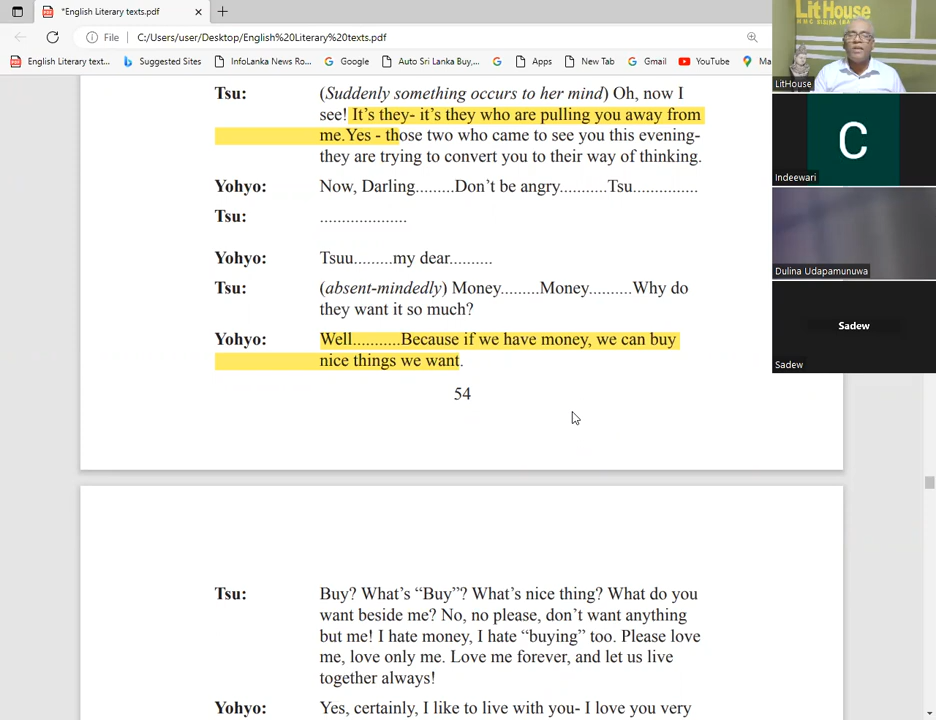 *English Literary texts.pdf
File
C:/Users/user/Desktop/English%20Literary%20texts.pdf
English Literary text...
Suggested Sites
InfoLanka News Ro...
Google
Auto Sri Lanka Buy,...
Apps
New Tab
Gmail
YouTube
Ma
Tsu: (Suddenly something occurs to her mind) Oh, now I
see! It's they- it's they who are pulling you away from
me.Yes - those two who came to see you this evening-
they are trying to convert you to their way of thinking.
Yohyo: Now, Darling.........Don't be angry..........Tsu...............
Tsu: ....................
Yohyo: Tsuu.........my dear..........
Tsu: (absent-mindedly) Money.........Money..........Why do
they want it so much?
Yohyo: Well...........Because if we have money, we can buy
nice things we want.
54
Tsu: Buy? What's “Buy”? What's nice thing? What do you
want beside me? No, no please, don't want anything
but me! I hate money, I hate “buying” too. Please love
me, love only me. Love me forever, and let us live
together always!
Yohyo: Yes, certainly, I like to live with you- I love you very
LitHouse
LitHouse
C
Indeewari
Dulina Udapamunuwa
Sadew
Sadew